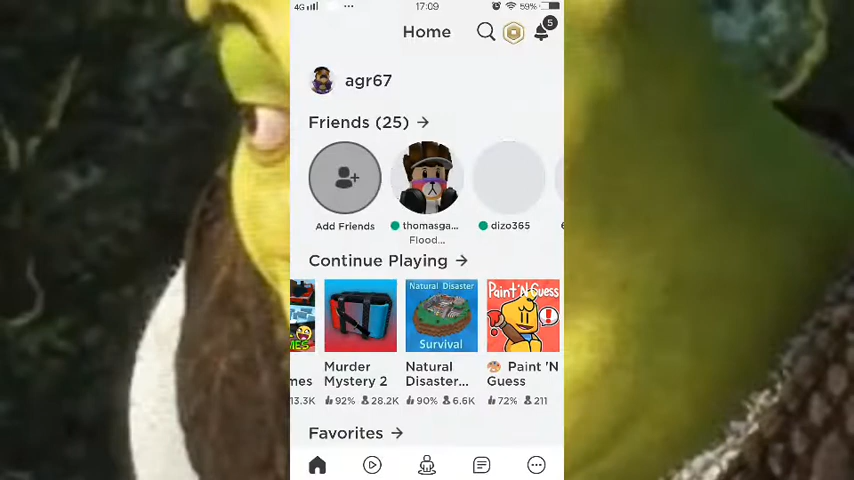 4G 17:09 59%
Home
5
agr67
Friends (25)
Add Friends
thomasga...
dizo365
Flood...
Continue Playing
Natural Disaster
Survival
Paint 'N Guess
Murder
Mystery 2
Natural
Disaster...
Paint 'N
Guess
13.3K
92% 28.2K
90% 6.6K
72% 211
Favorites